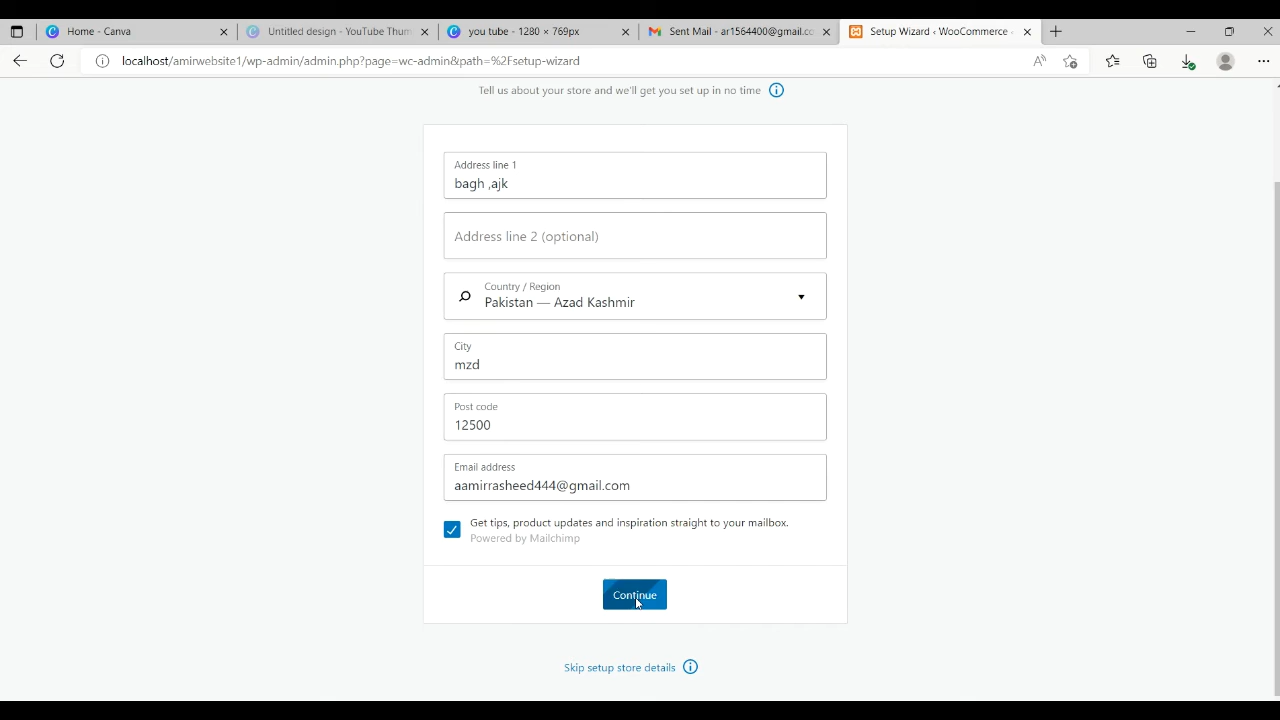 Home - Canva
Untitled design - YouTube Thum
you tube - 1280 × 769px
Sent Mail - ar1564400@gmail.co
Setup Wizard ‹ WooCommerce ‹
localhost/amirwebsite1/wp-admin/admin.php?page=wc-admin&path=%2Fsetup-wizard
Tell us about your store and we'll get you set up in no time
Address line 1
bagh ,ajk
Address line 2 (optional)
Country / Region
Pakistan — Azad Kashmir
City
mzd
Post code
12500
Email address
aamirrasheed444@gmail.com
Get tips, product updates and inspiration straight to your mailbox.
Powered by Mailchimp
Continue
Skip setup store details